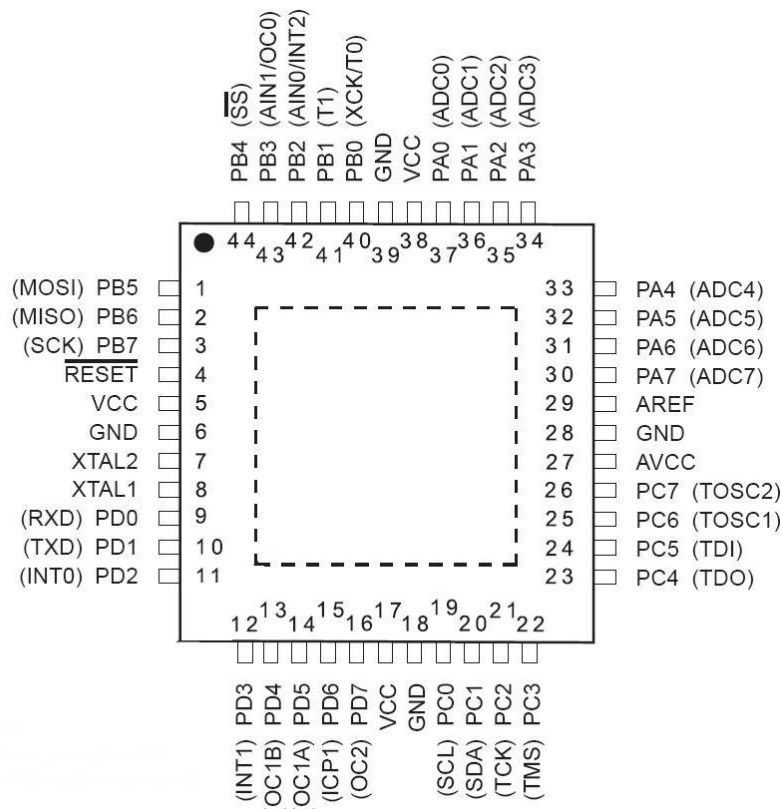 PB4 (SS)
PB3 (AIN1/OC0)
PB2 (AIN0/INT2)
PB1 (T1)
PB0 (XCK/T0)
GND
VCC
PA0 (ADC0)
PA1 (ADC1)
PA2 (ADC2)
PA3 (ADC3)
44 43 42 41 40 39 38 37 36 35 34
(MOSI) PB5 1
(MISO) PB6 2
(SCK) PB7 3
RESET 4
VCC 5
GND 6
XTAL2 7
XTAL1 8
(RXD) PD0 9
(TXD) PD1 10
(INT0) PD2 11
33 PA4 (ADC4)
32 PA5 (ADC5)
31 PA6 (ADC6)
30 PA7 (ADC7)
29 AREF
28 GND
27 AVCC
26 PC7 (TOSC2)
25 PC6 (TOSC1)
24 PC5 (TDI)
23 PC4 (TDO)
12 13 14 15 16 17 18 19 20 21 22
(INT1) PD3
OC1B) PD4
OC1A) PD5
(ICP1) PD6
(OC2) PD7
VCC
GND
(SCL) PC0
(SDA) PC1
(TCK) PC2
(TMS) PC3